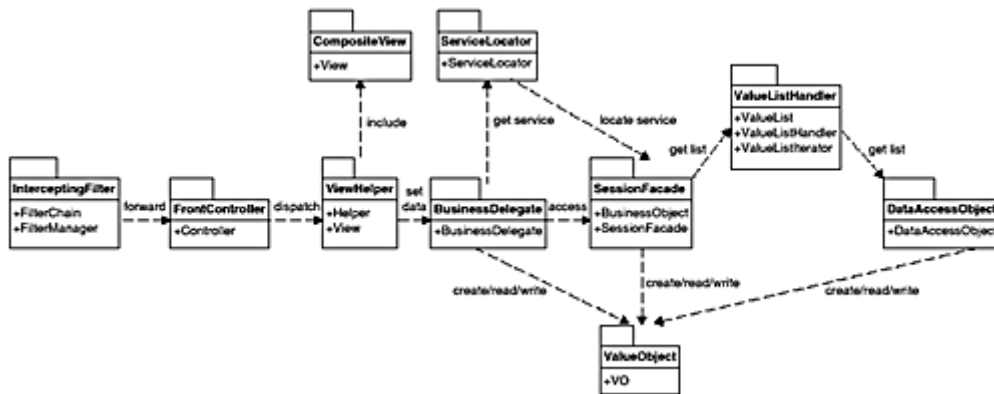 CompositeView
+View
ServiceLocator
+ServiceLocator
ValueListHandler
+ValueList
+ValueListHandler
+ValueListIterator
include
get service
locate service
get list
get list
InterceptingFilter
+FilterChain
+FilterManager
forward
FrontController
+Controller
dispatch
ViewHelper
+Helper
+View
set
data
BusinessDelegate
+BusinessDelegate
access
SessionFacade
+BusinessObject
+SessionFacade
DataAccessObject
+DataAccessObject
create/read/write
create/read/write
create/read/write
ValueObject
+VO